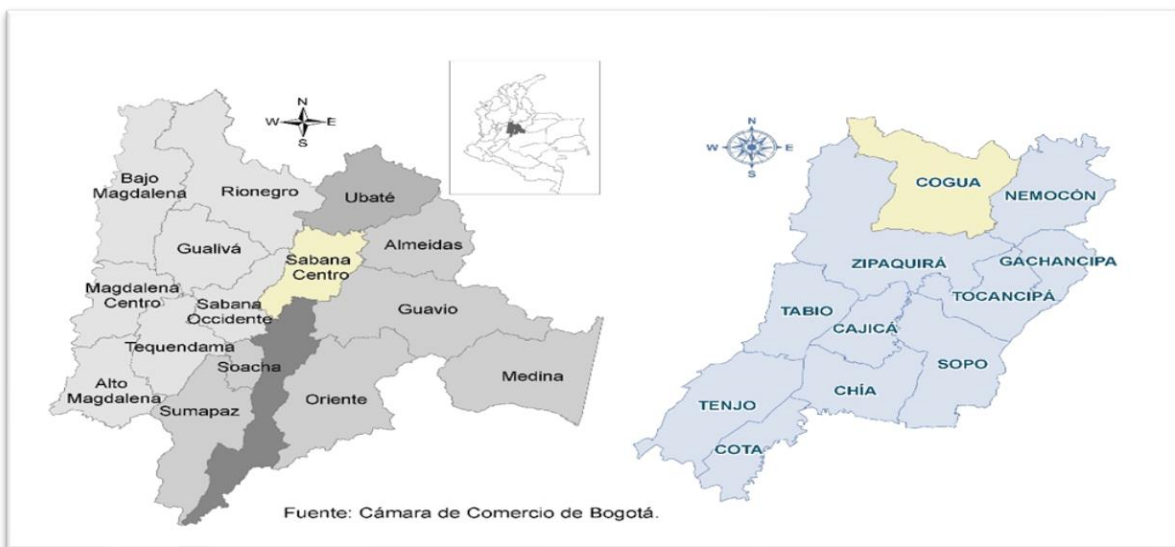 N
W E
S
Bajo
Magdalena
Rionegro
Ubaté
Gualivá
Almeidas
Sabana
Centro
Magdalena
Centro
Sabana
Occidente
Guavio
Tequendama
Soacha
Alto
Magdalena
Sumapaz
Oriente
Medina
N
W E
S
COGUA
NEMOCÓN
ZIPAQUIRÁ
GACHANCIPA
TOCANCIPÁ
TABIO
CAJICÁ
SOPO
CHÍA
TENJO
COTA
Fuente: Cámara de Comercio de Bogotá.